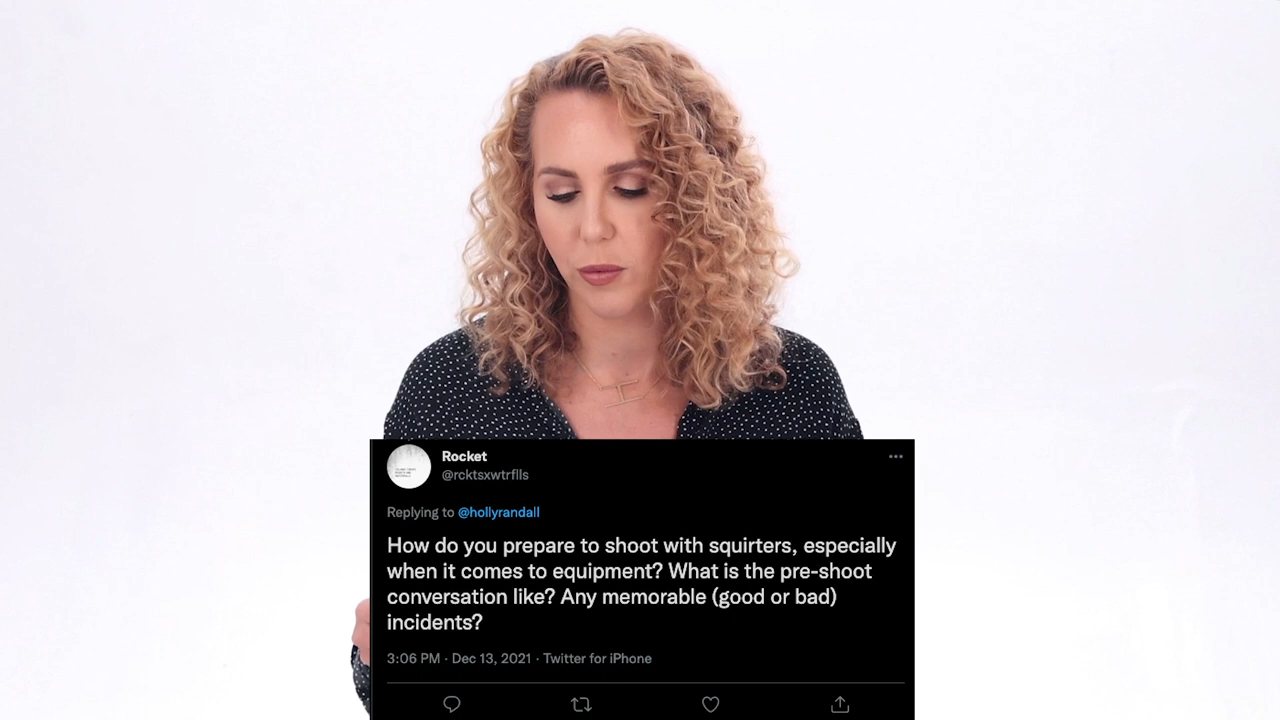 Rocket
@rcktsxwtrflls
Replying to @hollyrandall
How do you prepare to shoot with squirters, especially
when it comes to equipment? What is the pre-shoot
conversation like? Any memorable (good or bad)
incidents?
3:06 PM · Dec 13, 2021 · Twitter for iPhone